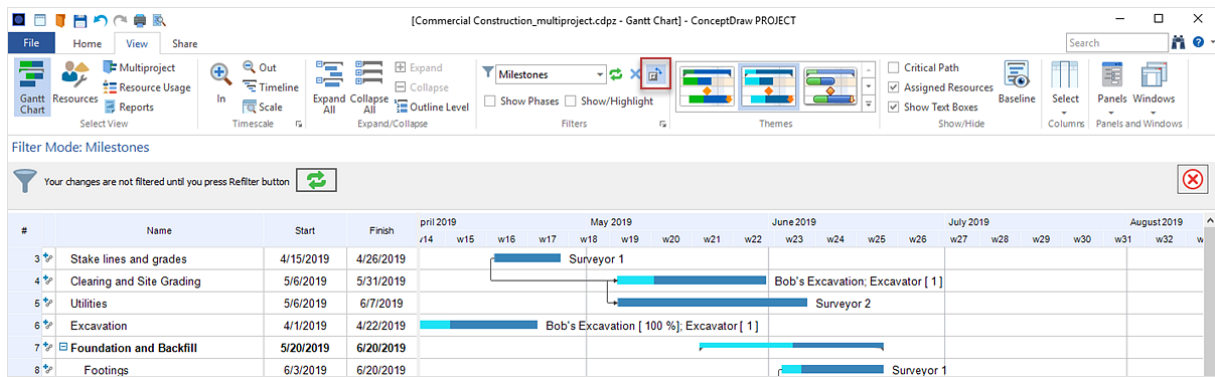 [Commercial Construction_multiproject.cdpz - Gantt Chart] - ConceptDraw PROJECT
File Home View Share Search
Gantt Chart
Resources
Multiproject
Resource Usage
Reports
Select View
In
Out
Timeline
Scale
Timescale
Expand All
Collapse All
Expand
Collapse
Outline Level
Expand/Collapse
Milestones
Show Phases Show/Highlight
Filters
Themes
Critical Path
Assigned Resources
Show Text Boxes
Baseline
Show/Hide
Select
Columns
Panels Windows
Panels and Windows
Filter Mode: Milestones
Your changes are not filtered until you press Refilter button
# Name Start Finish
pril 2019 May 2019 June 2019 July 2019 August 2019
w15 w16 w17 w18 w19 w20 w21 w22 w23 w24 w25 w26 w27 w28 w29 w30 w31 w32 w
3 Stake lines and grades 4/15/2019 4/26/2019 Surveyor 1
4 Clearing and Site Grading 5/6/2019 5/31/2019 Bob's Excavation; Excavator [ 1 ]
5 Utilities 5/6/2019 6/7/2019 Surveyor 2
6 Excavation 4/1/2019 4/22/2019 Bob's Excavation [ 100 %]; Excavator [ 1 ]
7 Foundation and Backfill 5/20/2019 6/20/2019
8 Footings 6/3/2019 6/20/2019 Surveyor 1